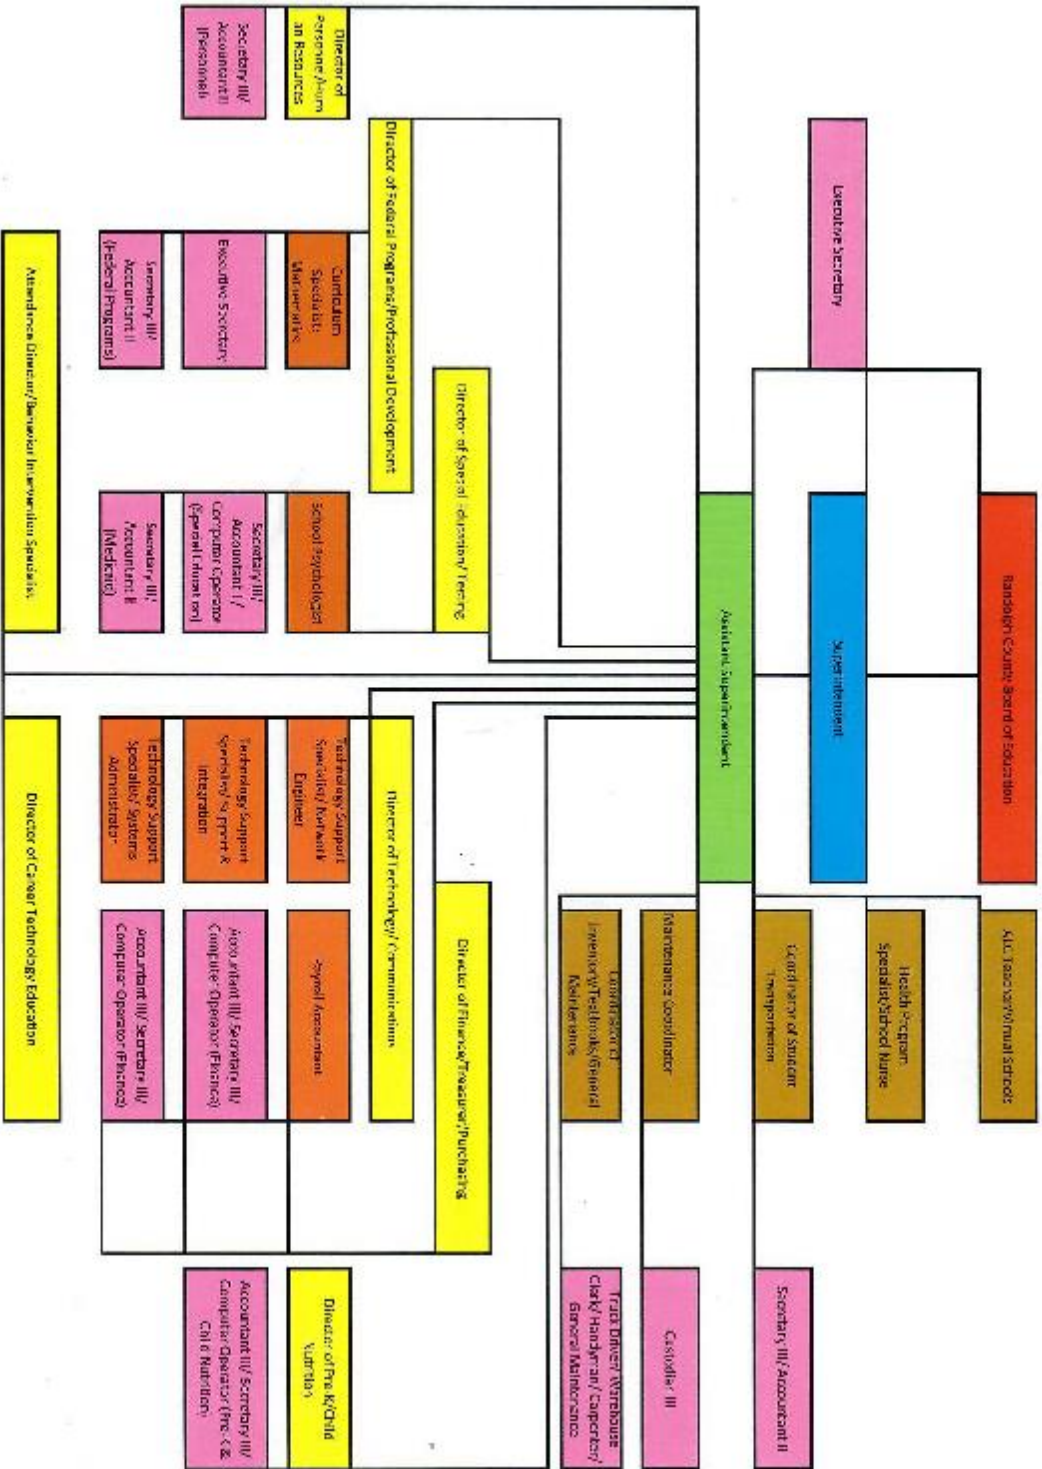 Randolph County Board of Education
Executive Secretary
Superintendent
Assistant Superintendent
ALC Teacher/Virtual Schools
Health Program
Specialist/School Nurse
Coordinator of Student
Transportation
Secretary III/ Accountant II
Maintenance Coordinator
Custodian III
Coordinator of
Inventory/Textbooks/General
Maintenance
Truck Driver/ Warehouse
Clerk/ Handyman/ Carpenter/
General Maintenance
Director of
Personnel/Hum
an Resources
Secretary III/
Accountant II
(Personnel)
Director of Federal Programs/Professional Development
Curriculum
Specialist:
Mathematics
Executive Secretary
Secretary III/
Accountant II
(Federal Programs)
Director of Special Education/ Testing
School Psychologist
Secretary III/
Accountant I /
Computer Operator
(Special Education)
Secretary III/
Accountant II
(Medicaid)
Director of Technology/ Communications
Technology Support
Specialist/ Network
Engineer
Technology Support
Specialist/ Support &
Integration
Technology Support
Specialist/ Systems
Administrator
Director of Finance/Treasurer/Purchasing
Payroll Accountant
Accountant III/ Secretary III/
Computer Operator (Finance)
Accountant III/ Secretary III/
Computer Operator (Finance)
Director of Pre-K/Child
Nutrition
Accountant III/ Secretary III/
Computer Operator (Pre-K &
Child Nutrition)
Attendance Director/ Behavior Intervention Specialist
Director of Career Technology Education